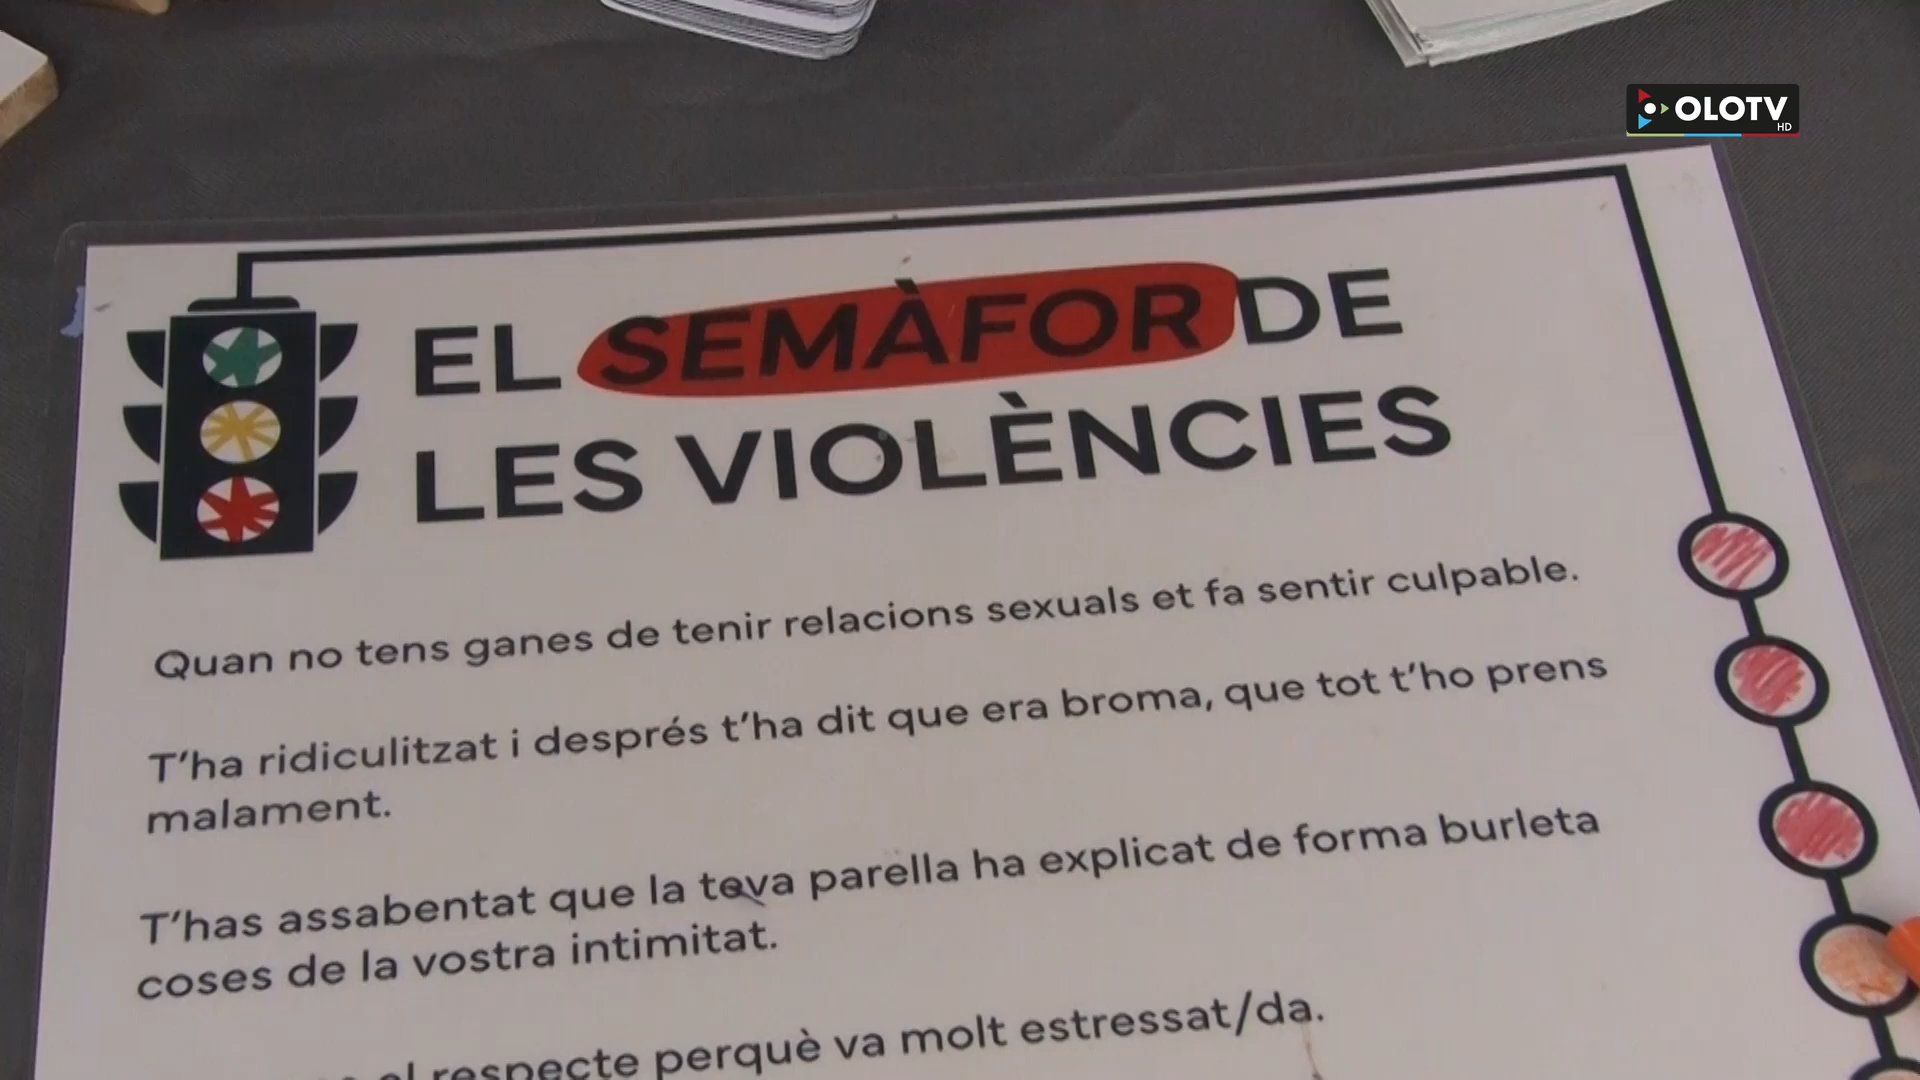 OLOTV
HD
EL SEMÀFOR DE
LES VIOLÈNCIES
Quan no tens ganes de tenir relacions sexuals et fa sentir culpable.
T'ha ridiculitzat i després t'ha dit que era broma, que tot t'ho prens
malament.
T'has assabentat que la teva parella ha explicat de forma burleta
coses de la vostra intimitat.
el respecte perquè va molt estressat/da.